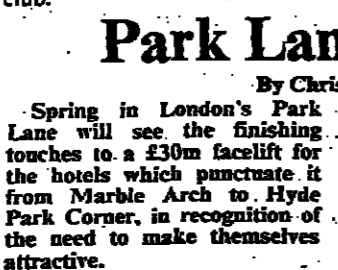 club.
Park Lan
By Chris
Spring in London's Park
Lane will see the finishing
touches to a £30m facelift for
the hotels which punctuate it
from Marble Arch to Hyde
Park Corner, in recognition of
the need to make themselves
attractive.